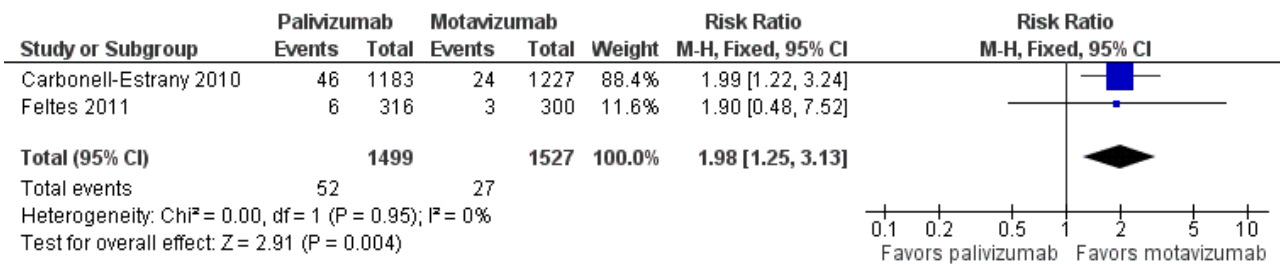 Palivizumab Motavizumab Risk Ratio Risk Ratio
Study or Subgroup Events Total Events Total Weight M-H, Fixed, 95% CI M-H, Fixed, 95% CI
Carbonell-Estrany 2010 46 1183 24 1227 88.4% 1.99 [1.22, 3.24]
Feltes 2011 6 316 3 300 11.6% 1.90 [0.48, 7.52]
Total (95% CI) 1499 1527 100.0% 1.98 [1.25, 3.13]
Total events 52 27
Heterogeneity: Chi² = 0.00, df = 1 (P = 0.95); I² = 0%
Test for overall effect: Z = 2.91 (P = 0.004)
0.1 0.2 0.5 1 2 5 10
Favors palivizumab Favors motavizumab